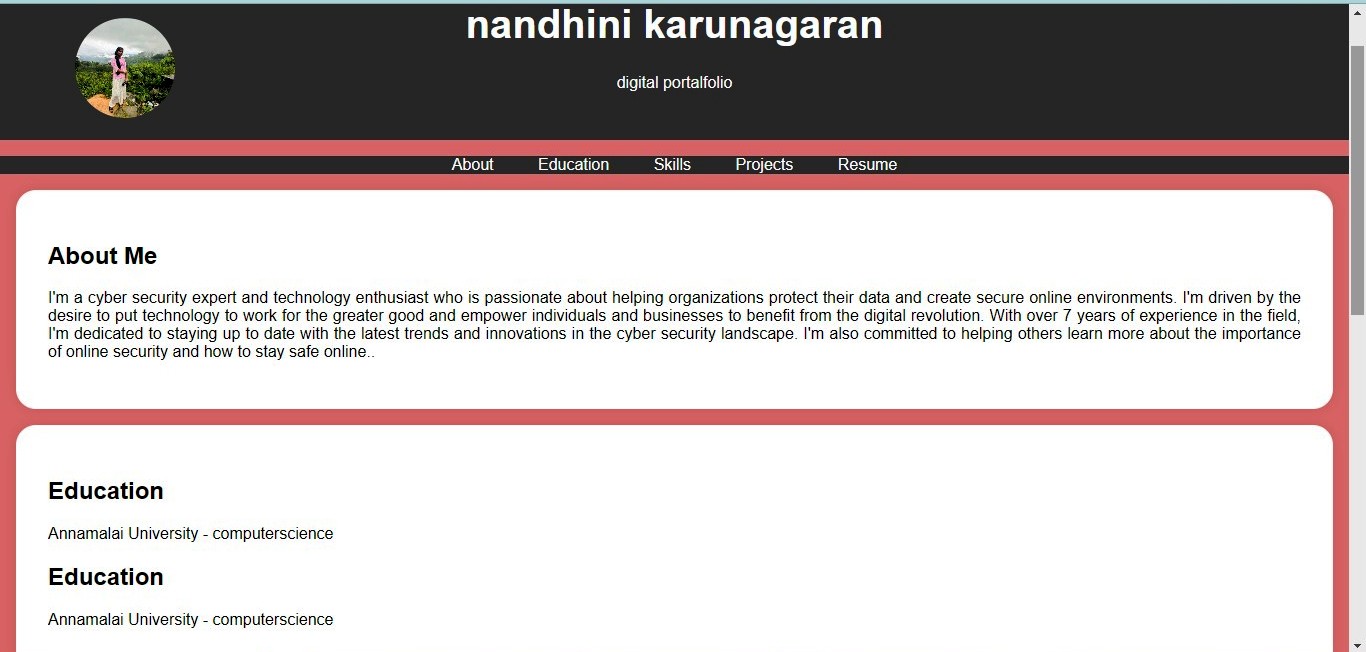 nandhini karunagaran
digital portalfolio
About Education Skills Projects Resume
About Me
I'm a cyber security expert and technology enthusiast who is passionate about helping organizations protect their data and create secure online environments. I'm driven by the
desire to put technology to work for the greater good and empower individuals and businesses to benefit from the digital revolution. With over 7 years of experience in the field,
I'm dedicated to staying up to date with the latest trends and innovations in the cyber security landscape. I'm also committed to helping others learn more about the importance
of online security and how to stay safe online..
Education
Annamalai University - computerscience
Education
Annamalai University - computerscience